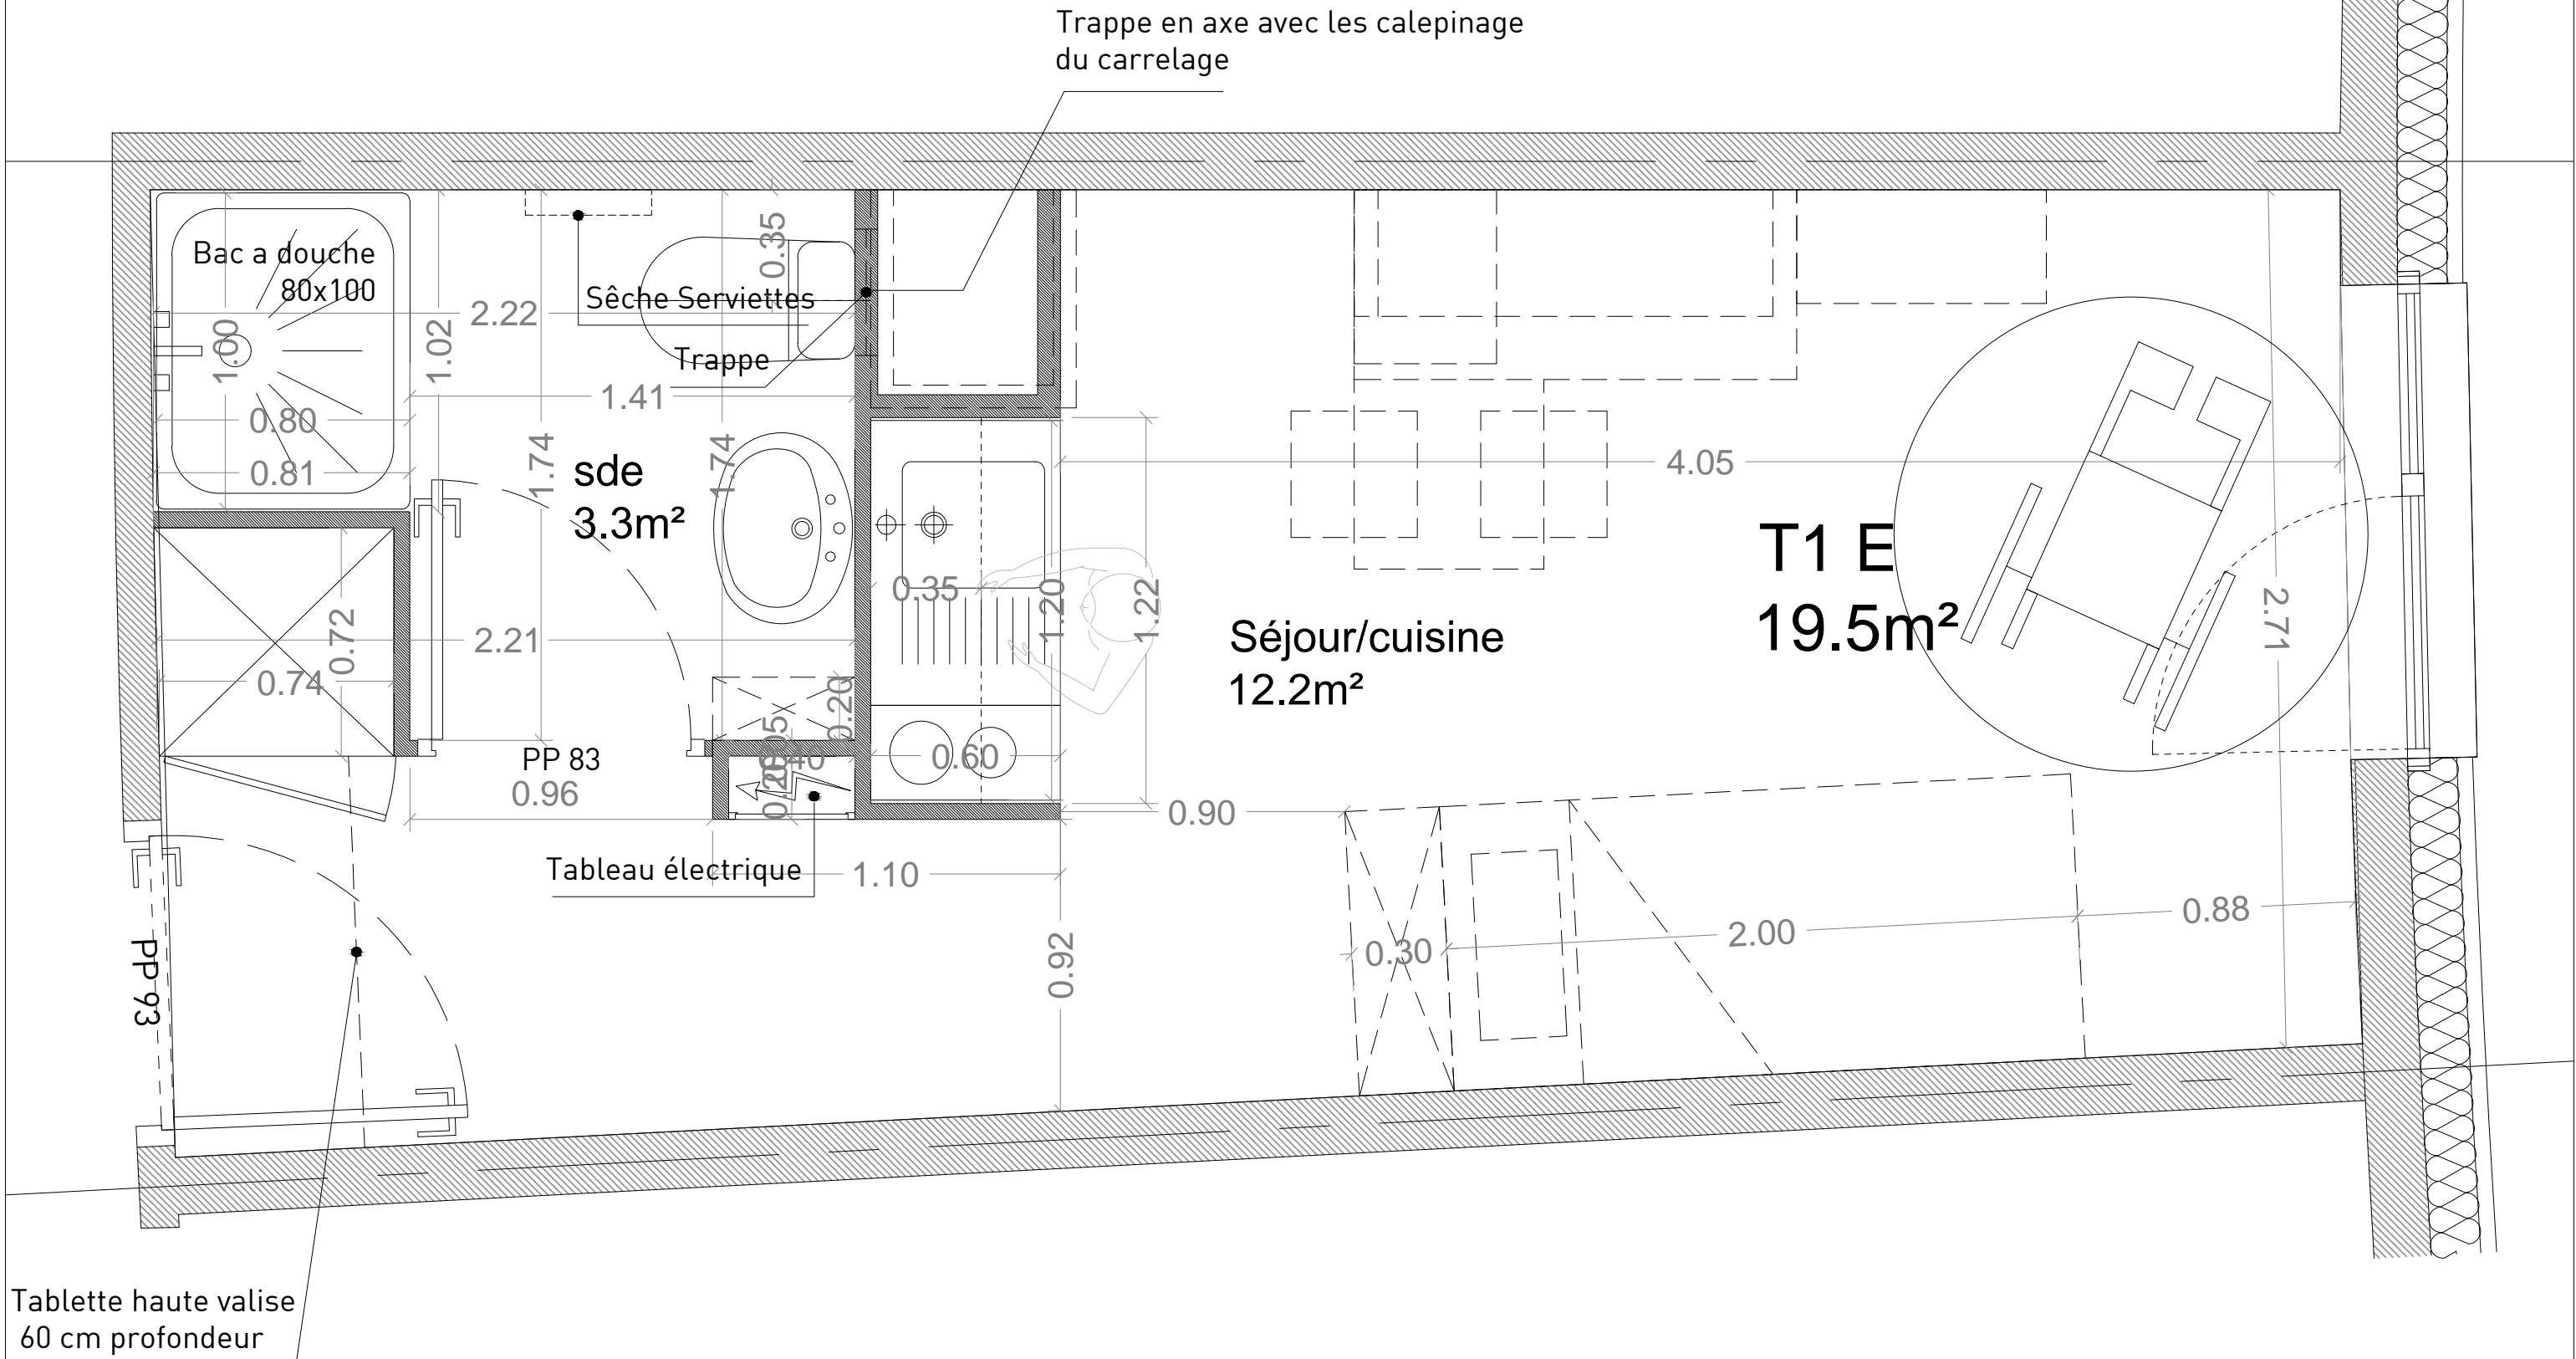 Trappe en axe avec les calepinage
du carrelage
Bac a douche
80x100
0.35
1.00
1.02
2.22
Sêche Serviettes
Trappe
1.41
0.80
0.81
1.74
1.74
sde
3.3m²
4.05
T1 E
19.5m²
0.35
1.20
1.22
2.71
Séjour/cuisine
12.2m²
0.72
2.21
0.74
0.20
PP 83
0.96
0.60
0.90
Tableau électrique
1.10
0.92
0.30
2.00
0.88
PP 93
Tablette haute valise
60 cm profondeur